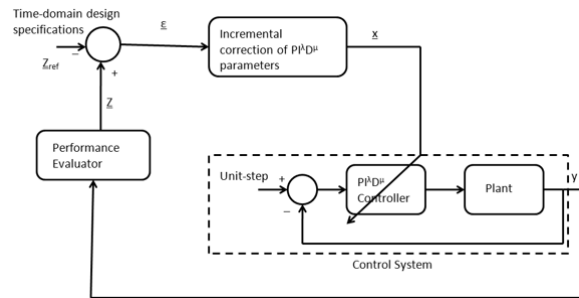 Time-domain design
specifications
ε
Incremental
correction of PI^λD^μ
parameters
x
Z_ref
−
+
Z
Performance
Evaluator
Unit-step
+
−
PI^λD^μ
Controller
Plant
y
Control System